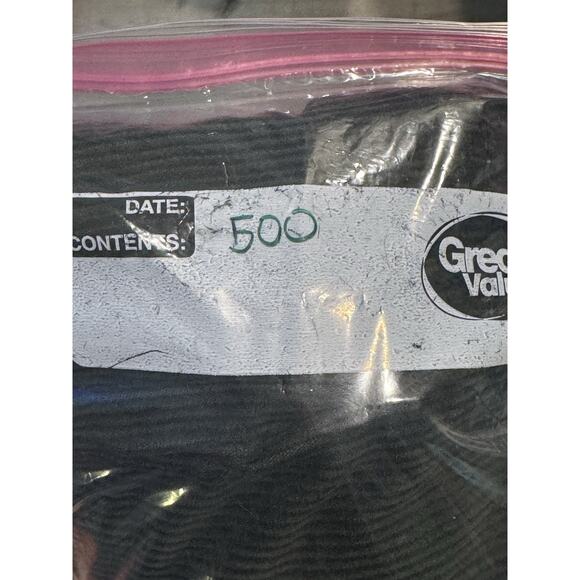 DATE:
500
CONTENTS:
Grea
Valu